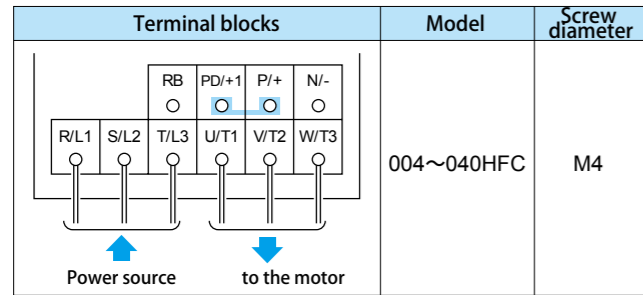 Terminal blocks
Model
Screw
diameter
RB PD/+1 P/+ N/-
R/L1 S/L2 T/L3 U/T1 V/T2 W/T3
004～040HFC
M4
Power source
to the motor